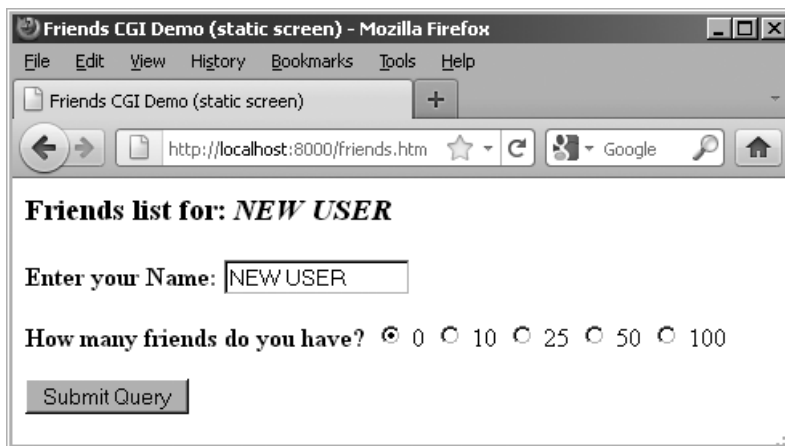 Friends CGI Demo (static screen) - Mozilla Firefox
File Edit View History Bookmarks Tools Help
Friends CGI Demo (static screen) +
http://localhost:8000/friends.htm Google
Friends list for: NEW USER
Enter your Name: NEW USER
How many friends do you have? 0 10 25 50 100
Submit Query